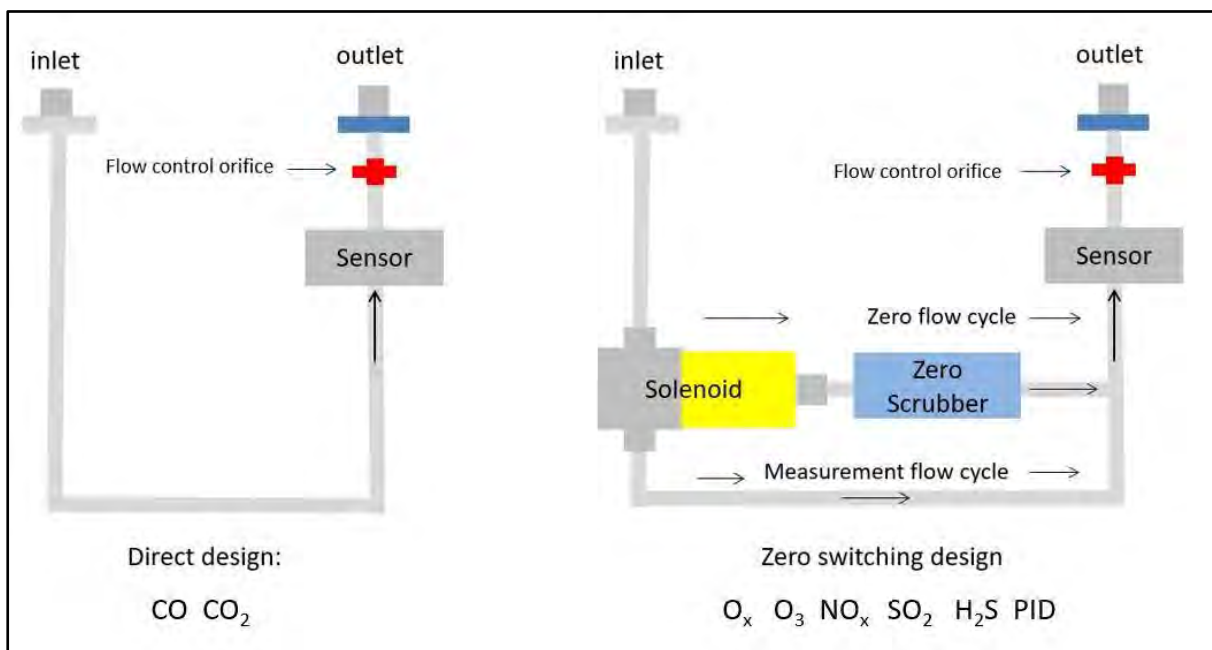 inlet
outlet
Flow control orifice
Sensor
Direct design:
CO CO₂
inlet
outlet
Flow control orifice
Sensor
Zero flow cycle
Solenoid
Zero
Scrubber
Measurement flow cycle
Zero switching design
Oₓ O₃ NOₓ SO₂ H₂S PID